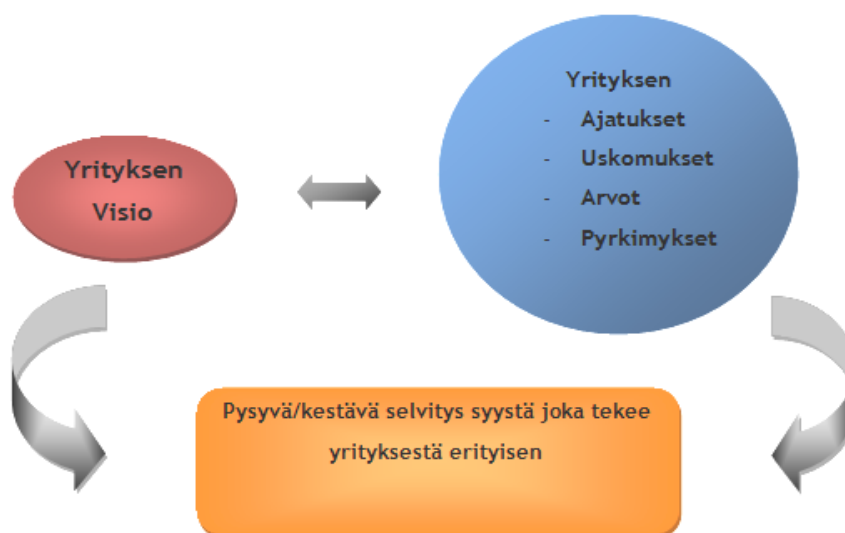 Yrityksen
Visio
Yrityksen
- Ajatukset
- Uskomukset
- Arvot
- Pyrkimykset
Pysyvä/kestävä selvitys syystä joka tekee
yrityksestä erityisen